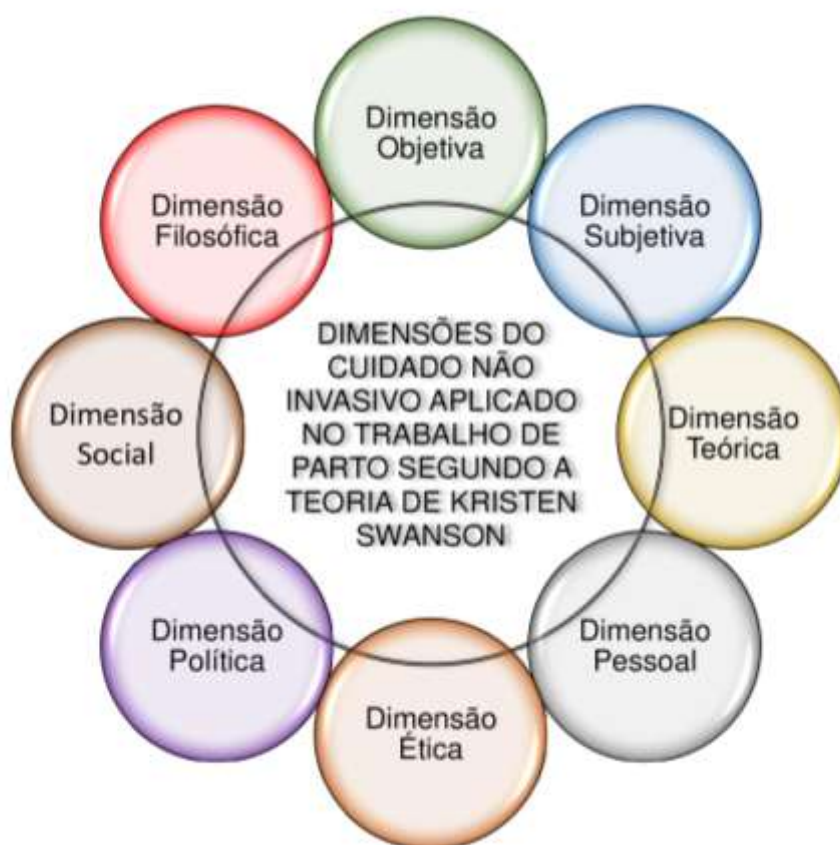 Dimensão
Objetiva
Dimensão
Subjetiva
Dimensão
Teórica
Dimensão
Pessoal
Dimensão
Ética
Dimensão
Política
Dimensão
Social
Dimensão
Filosófica
DIMENSÕES DO
CUIDADO NÃO
INVASIVO APLICADO
NO TRABALHO DE
PARTO SEGUNDO A
TEORIA DE KRISTEN
SWANSON